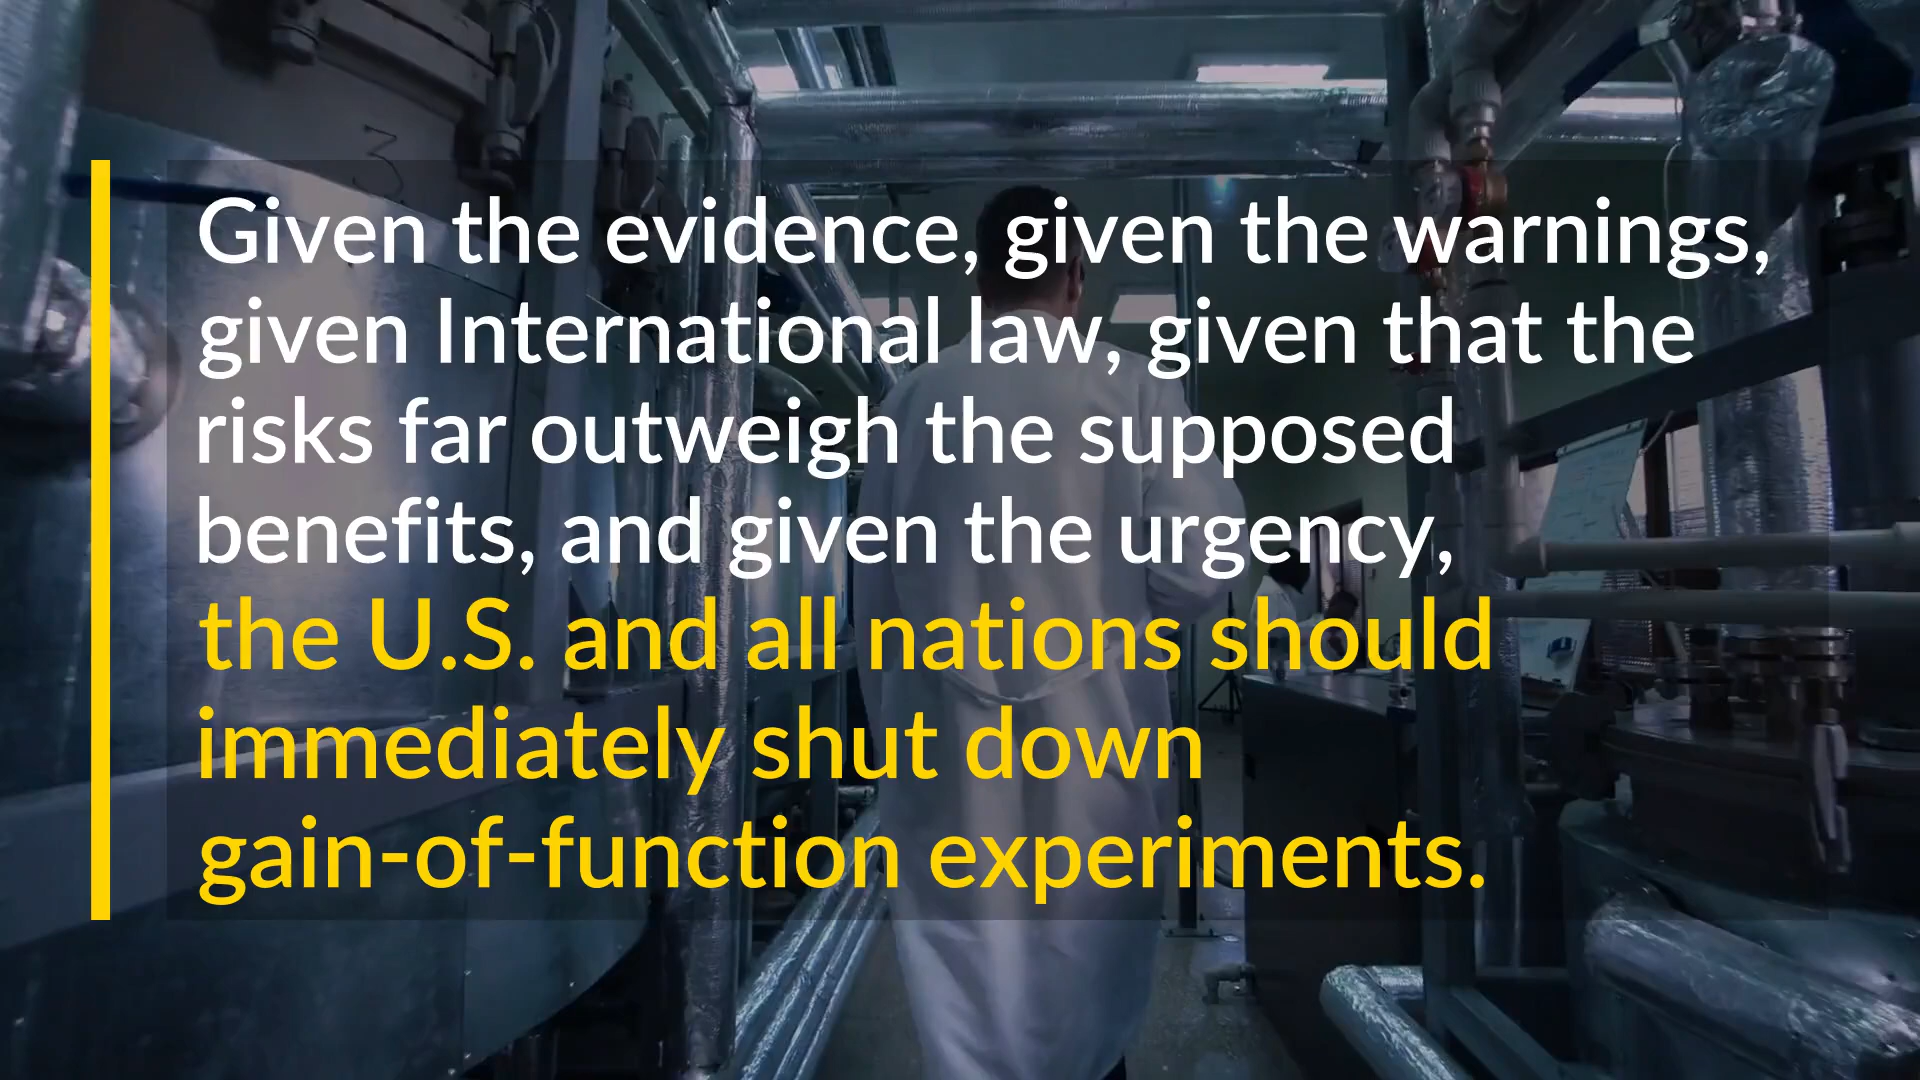 Given the evidence, given the warnings,
given International law, given that the
risks far outweigh the supposed
benefits, and given the urgency,
the U.S. and all nations should
immediately shut down
gain-of-function experiments.
3